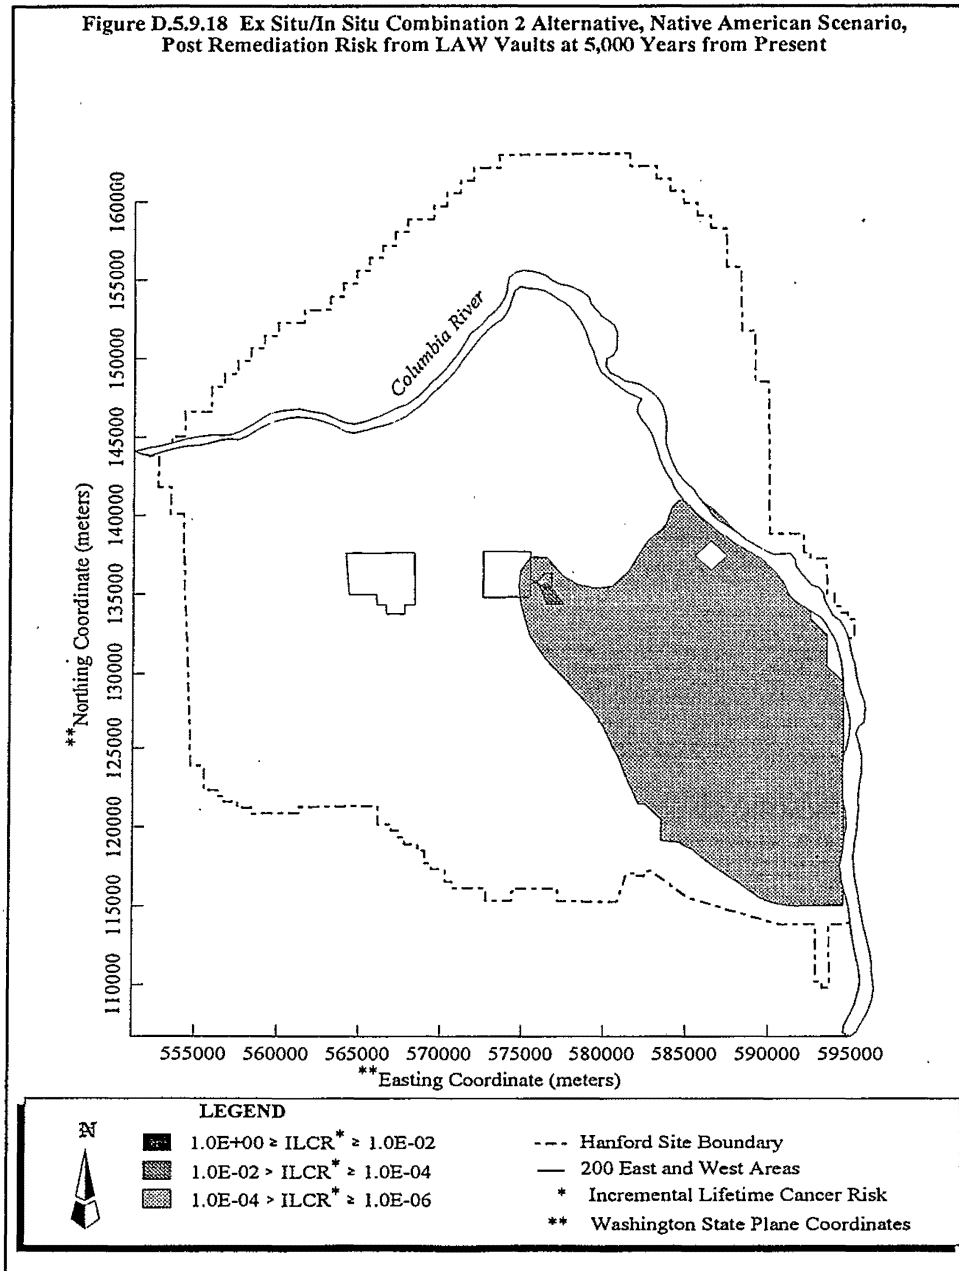 Figure D.5.9.18 Ex Situ/In Situ Combination 2 Alternative, Native American Scenario,
Post Remediation Risk from LAW Vaults at 5,000 Years from Present
160000
155000
150000
145000
140000
135000
130000
125000
120000
115000
110000
**Northing Coordinate (meters)
Columbia River
555000 560000 565000 570000 575000 580000 585000 590000 595000
**Easting Coordinate (meters)
LEGEND
N
1.0E+00 ≥ ILCR* ≥ 1.0E-02
1.0E-02 > ILCR* ≥ 1.0E-04
1.0E-04 > ILCR* ≥ 1.0E-06
Hanford Site Boundary
200 East and West Areas
* Incremental Lifetime Cancer Risk
** Washington State Plane Coordinates